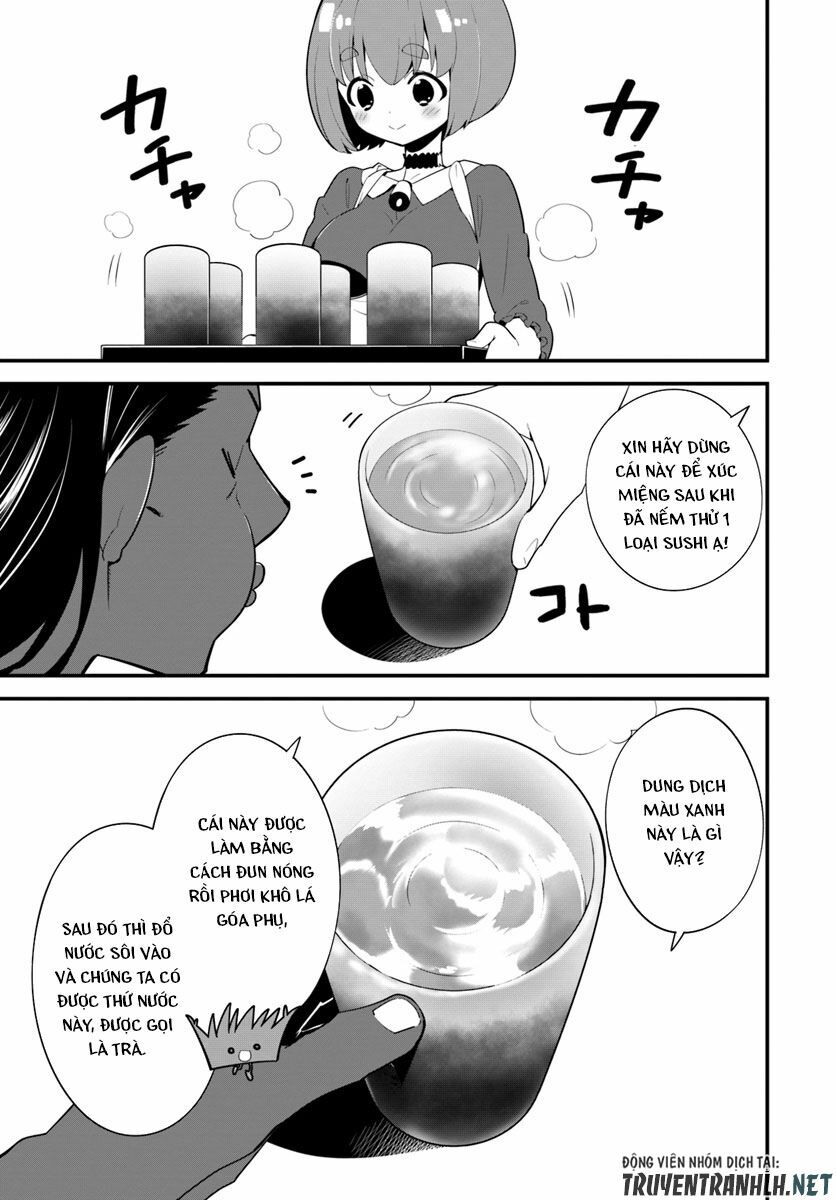 カチャ
カチャ
XIN HÃY DÙNG
CÁI NÀY ĐỂ XÚC
MIỆNG SAU KHI
ĐÃ NẾM THỬ 1
LOẠI SUSHI Ạ!
コト
DUNG DỊCH
MÀU XANH
NÀY LÀ GÌ
VẬY?
CÁI NÀY ĐƯỢC
LÀM BẰNG
CÁCH ĐUN NÓNG
RỒI PHƠI KHÔ LÁ
GÓA PHỤ,
SAU ĐÓ THÌ ĐỔ
NƯỚC SÔI VÀO
VÀ CHÚNG TA CÓ
ĐƯỢC THỨ NƯỚC
NÀY, ĐƯỢC GỌI
LÀ TRÀ.
ĐỘNG VIÊN NHÓM DỊCH TẠI:
TRUYENTRANHLH.NET